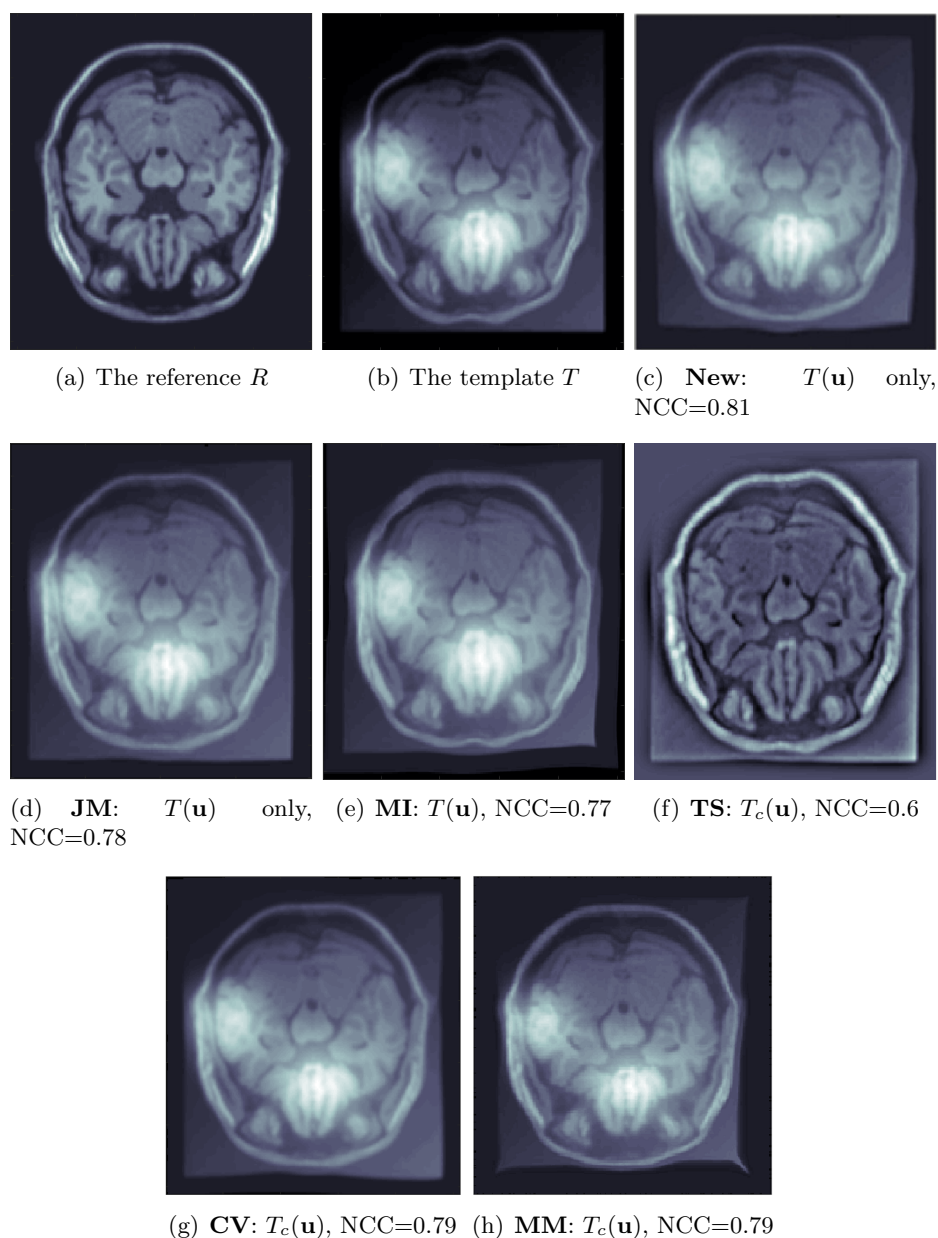 (a) The reference R
(b) The template T
(c) New: T(u) only,
NCC=0.81
(d) JM: T(u) only,
NCC=0.78
(e) MI: T(u), NCC=0.77
(f) TS: T_c(u), NCC=0.6
(g) CV: T_c(u), NCC=0.79
(h) MM: T_c(u), NCC=0.79